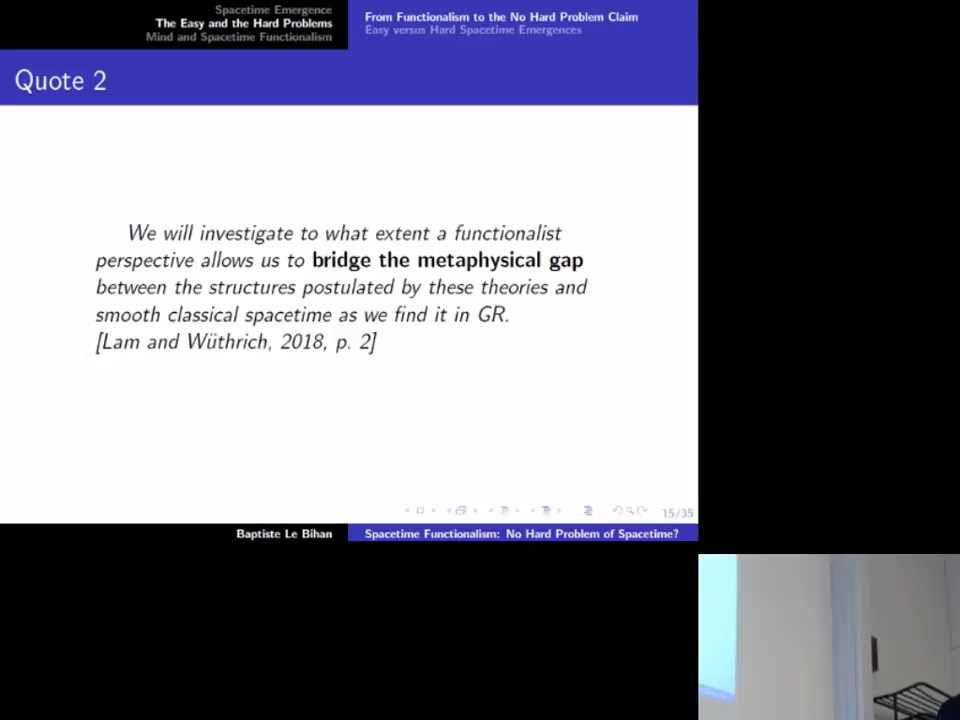 Spacetime Emergence
The Easy and the Hard Problems
Mind and Spacetime Functionalism
From Functionalism to the No Hard Problem Claim
Easy versus Hard Spacetime Emergences
Quote 2
We will investigate to what extent a functionalist
perspective allows us to bridge the metaphysical gap
between the structures postulated by these theories and
smooth classical spacetime as we find it in GR.
[Lam and Wüthrich, 2018, p. 2]
15/35
Baptiste Le Bihan
Spacetime Functionalism: No Hard Problem of Spacetime?